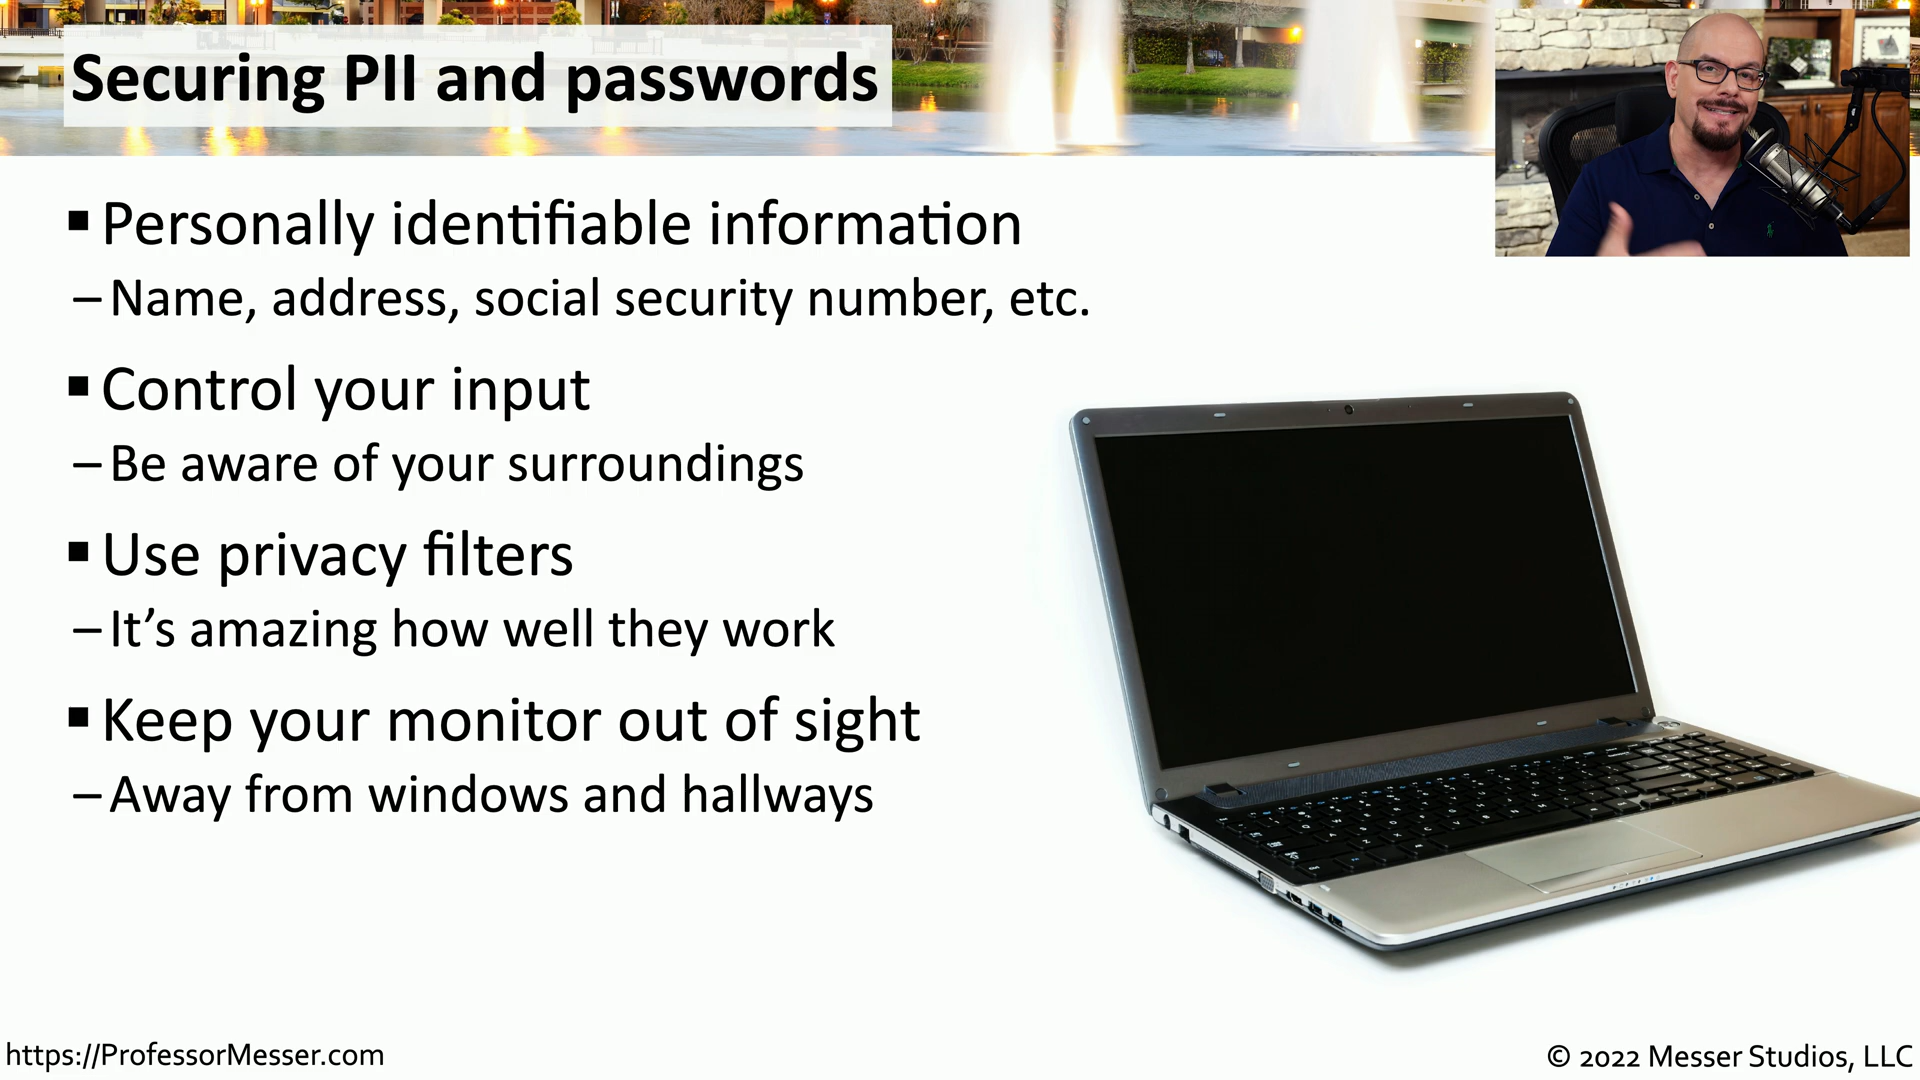 Securing PII and passwords
▪ Personally identifiable information
– Name, address, social security number, etc.
▪ Control your input
– Be aware of your surroundings
▪ Use privacy filters
– It’s amazing how well they work
▪ Keep your monitor out of sight
– Away from windows and hallways
https://ProfessorMesser.com
© 2022 Messer Studios, LLC